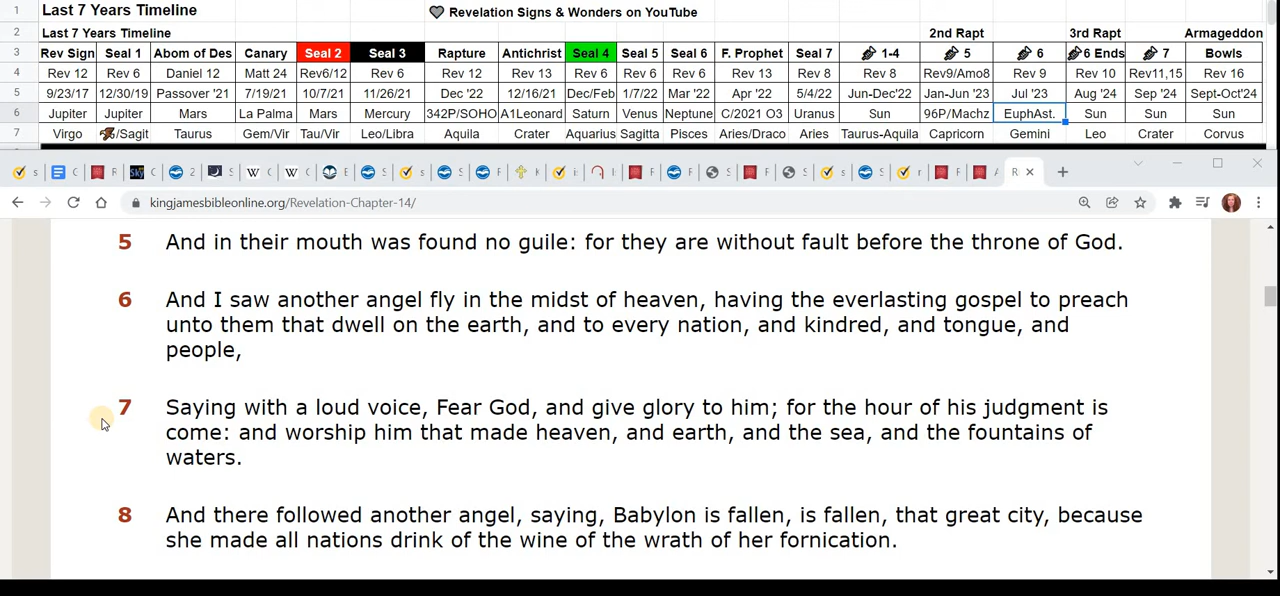 1 Last 7 Years Timeline Revelation Signs & Wonders on YouTube
2 Last 7 Years Timeline 2nd Rapt 3rd Rapt Armageddon
3 Rev Sign Seal 1 Abom of Des Canary Seal 2 Seal 3 Rapture Antichrist Seal 4 Seal 5 Seal 6 F. Prophet Seal 7 1-4 5 6 6 Ends 7 Bowls
4 Rev 12 Rev 6 Daniel 12 Matt 24 Rev6/12 Rev 6 Rev 12 Rev 13 Rev 6 Rev 6 Rev 6 Rev 13 Rev 8 Rev 8 Rev9/Amo8 Rev 9 Rev 10 Rev11,15 Rev 16
5 9/23/17 12/30/19 Passover '21 7/19/21 10/7/21 11/26/21 Dec '22 12/16/21 Dec/Feb 1/7/22 Mar '22 Apr '22 5/4/22 Jun-Dec'22 Jan-Jun '23 Jul '23 Aug '24 Sep '24 Sept-Oct'24
6 Jupiter Jupiter Mars La Palma Mars Mercury 342P/SOHO A1Leonard Saturn Venus Neptune C/2021 O3 Uranus Sun 96P/Machz EuphAst. Sun Sun Sun
7 Virgo /Sagit Taurus Gem/Vir Tau/Vir Leo/Libra Aquila Crater Aquarius Sagitta Pisces Aries/Draco Aries Taurus-Aquila Capricorn Gemini Leo Crater Corvus
kingjamesbibleonline.org/Revelation-Chapter-14/
5 And in their mouth was found no guile: for they are without fault before the throne of God.
6 And I saw another angel fly in the midst of heaven, having the everlasting gospel to preach
unto them that dwell on the earth, and to every nation, and kindred, and tongue, and
people,
7 Saying with a loud voice, Fear God, and give glory to him; for the hour of his judgment is
come: and worship him that made heaven, and earth, and the sea, and the fountains of
waters.
8 And there followed another angel, saying, Babylon is fallen, is fallen, that great city, because
she made all nations drink of the wine of the wrath of her fornication.